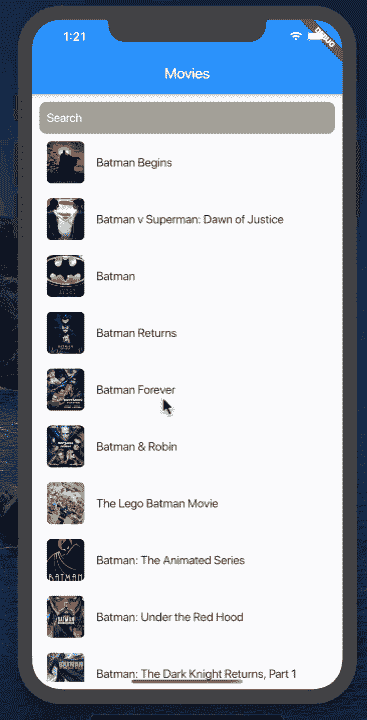 1:21
DEBUG
Movies
Search
Batman Begins
Batman v Superman: Dawn of Justice
Batman
Batman Returns
Batman Forever
Batman & Robin
The Lego Batman Movie
BATMAN
Batman: The Animated Series
Batman: Under the Red Hood
Batman: The Dark Knight Returns, Part 1